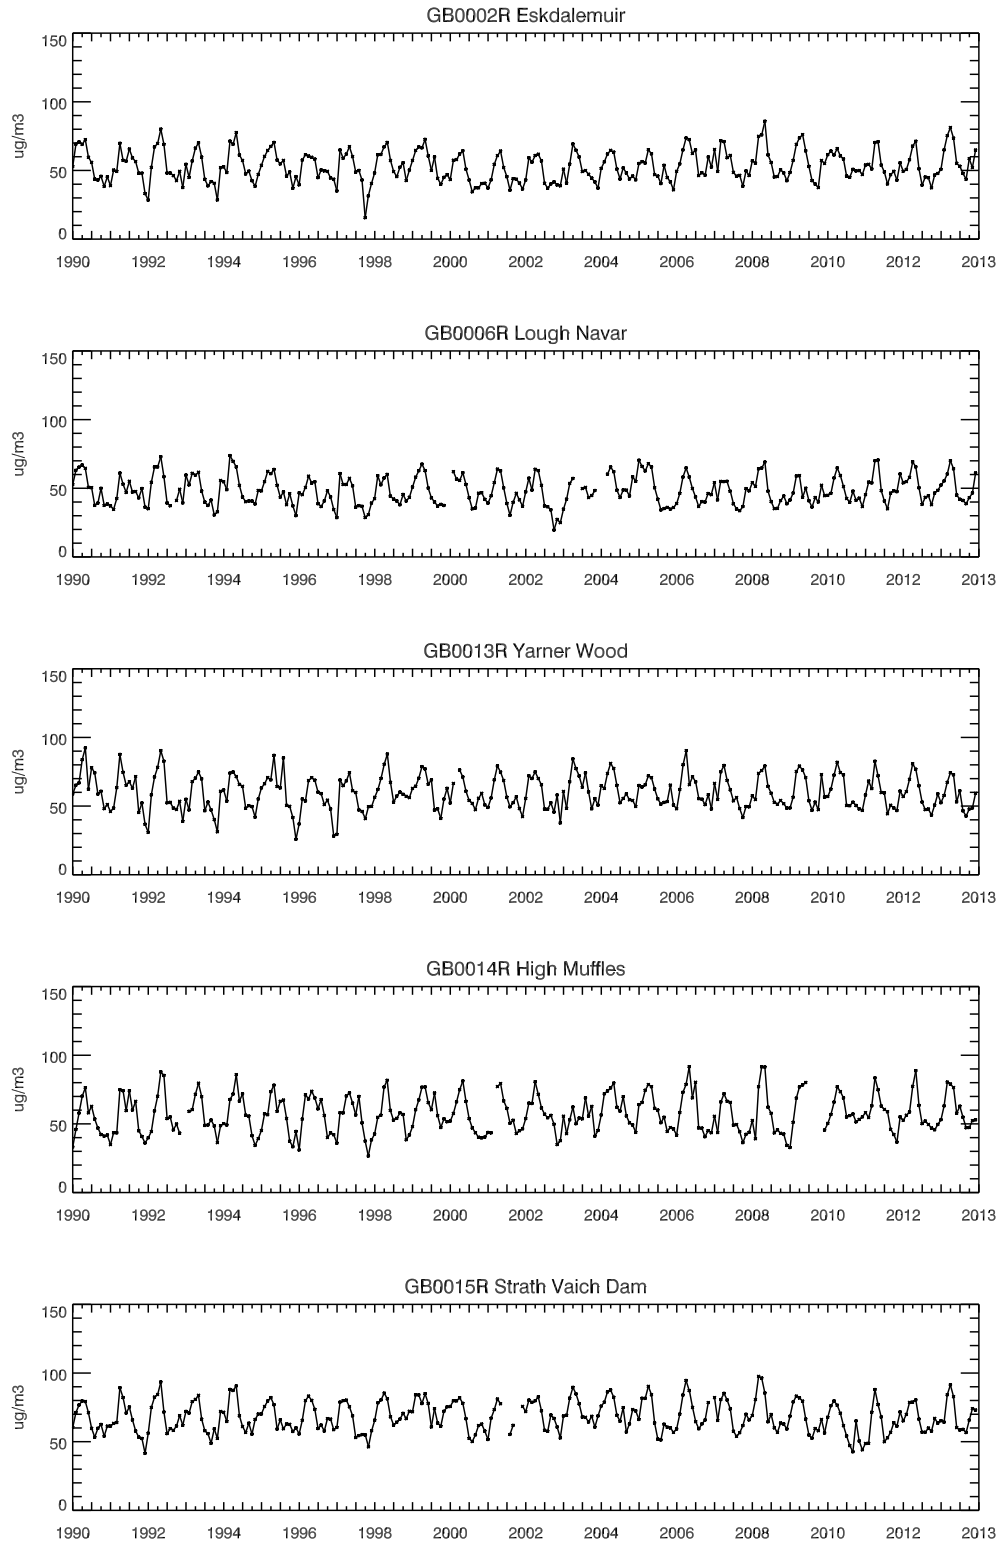 GB0002R Eskdalemuir
150
100
50
0
ug/m3
1990 1992 1994 1996 1998 2000 2002 2004 2006 2008 2010 2012 2013
GB0006R Lough Navar
150
100
50
0
ug/m3
1990 1992 1994 1996 1998 2000 2002 2004 2006 2008 2010 2012 2013
GB0013R Yarner Wood
150
100
50
0
ug/m3
1990 1992 1994 1996 1998 2000 2002 2004 2006 2008 2010 2012 2013
GB0014R High Muffles
150
100
50
0
ug/m3
1990 1992 1994 1996 1998 2000 2002 2004 2006 2008 2010 2012 2013
GB0015R Strath Vaich Dam
150
100
50
0
ug/m3
1990 1992 1994 1996 1998 2000 2002 2004 2006 2008 2010 2012 2013